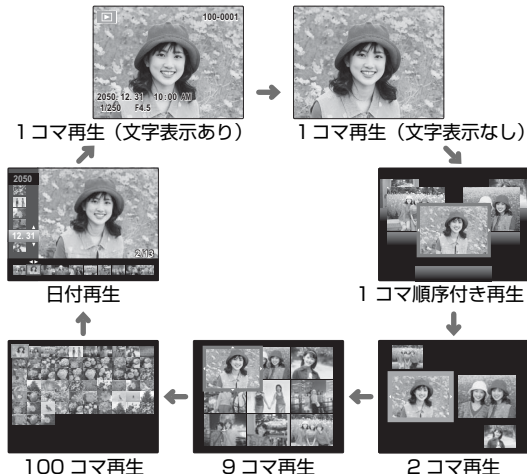 100-0001
2050. 12. 31 10:00 AM
1/250 F4.5
1コマ再生（文字表示あり）
1コマ再生（文字表示なし）
2050
12. 31
2/13
日付再生
1 コマ順序付き再生
100 コマ再生
9コマ再生
2コマ再生